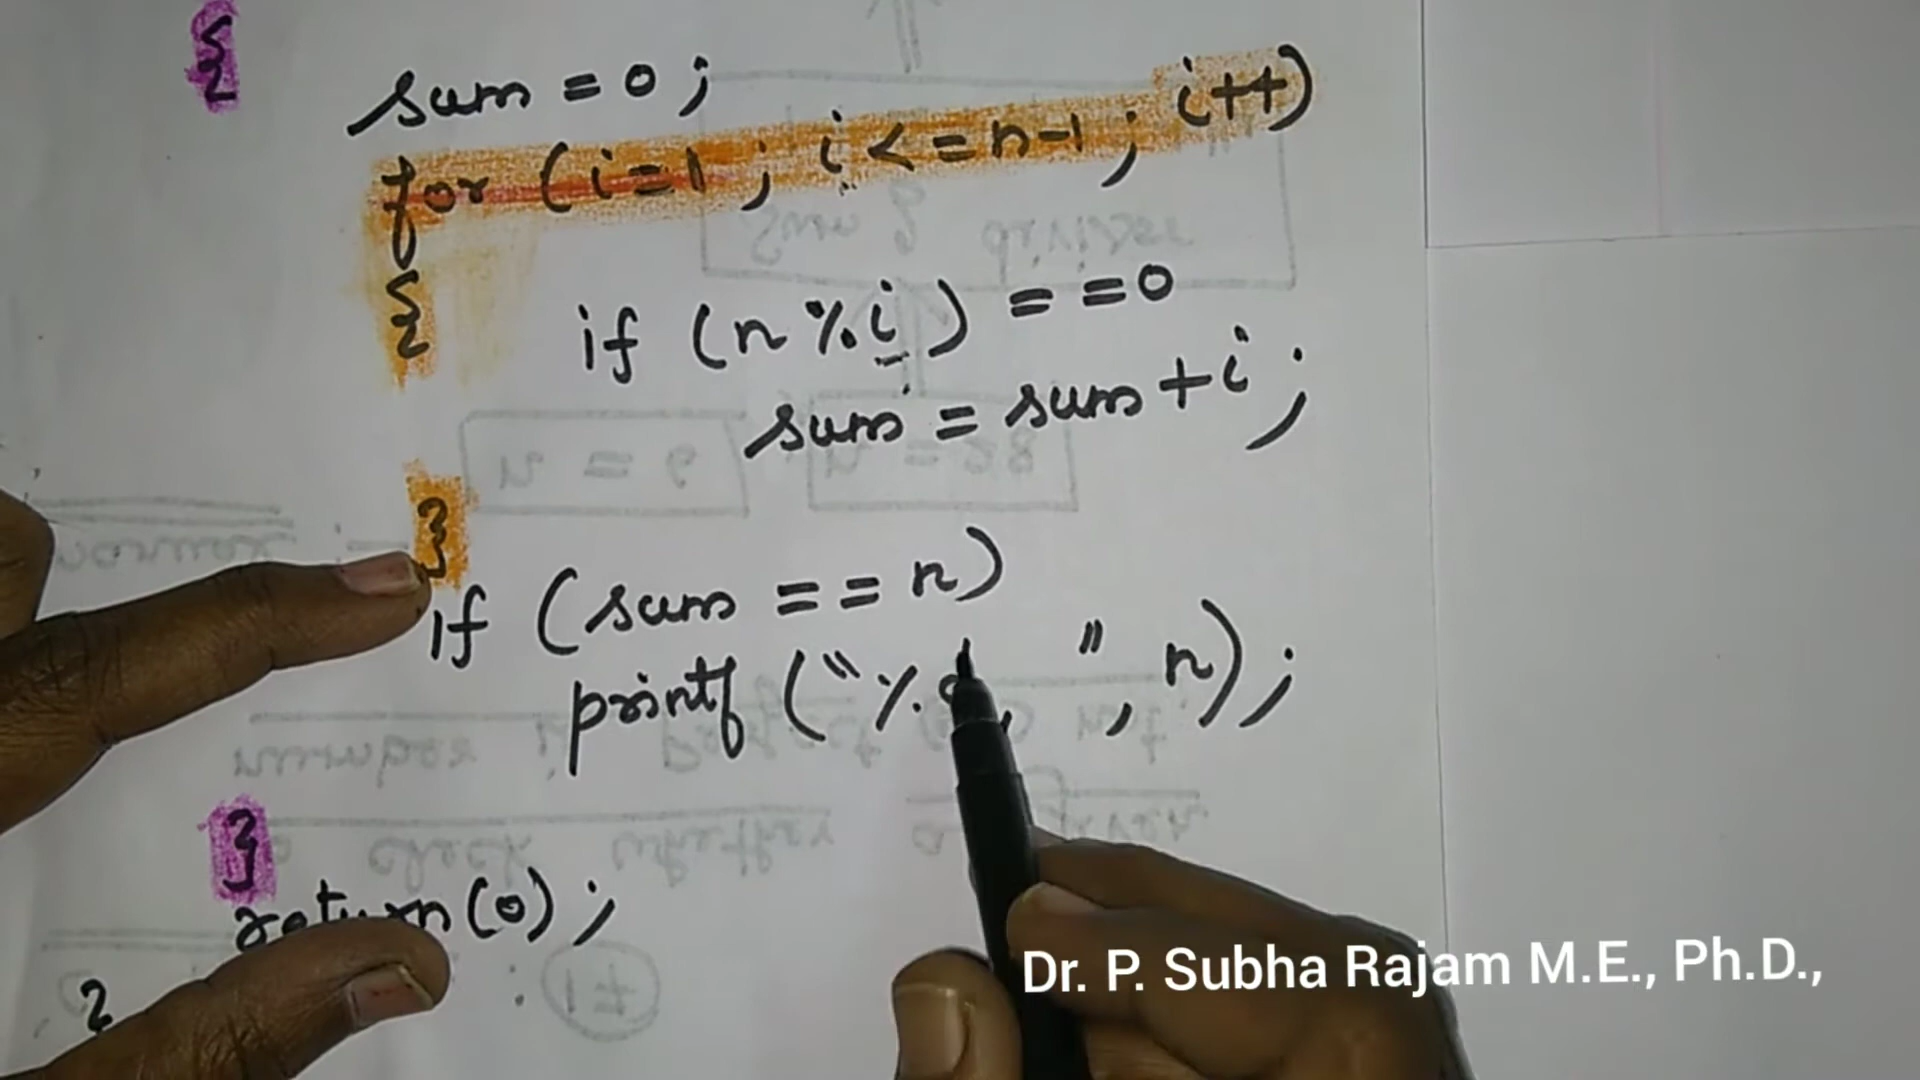 {
sum = 0 ;
for ( i=1 ; i <= n-1 ; i++)
{
if ( n % i ) = = 0
sum = sum + i ;
}
if ( sum = = n )
printf ( " % , " , n ) ;
}
return (0) ;
Dr. P. Subha Rajam M.E., Ph.D.,